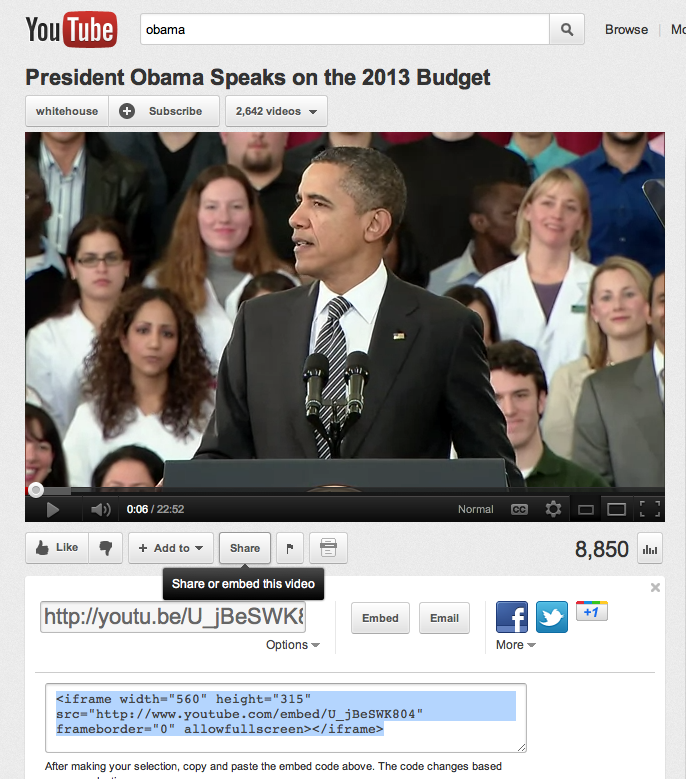 YouTube
obama
Browse
President Obama Speaks on the 2013 Budget
whitehouse
Subscribe
2,642 videos
0:06 / 22:52
Normal
CC
Like
+ Add to
Share
8,850
Share or embed this video
http://youtu.be/U_jBeSWK8
Embed
Email
f
+1
Options
More
<iframe width="560" height="315"
src="http://www.youtube.com/embed/U_jBeSWK804"
frameborder="0" allowfullscreen></iframe>
After making your selection, copy and paste the embed code above. The code changes based